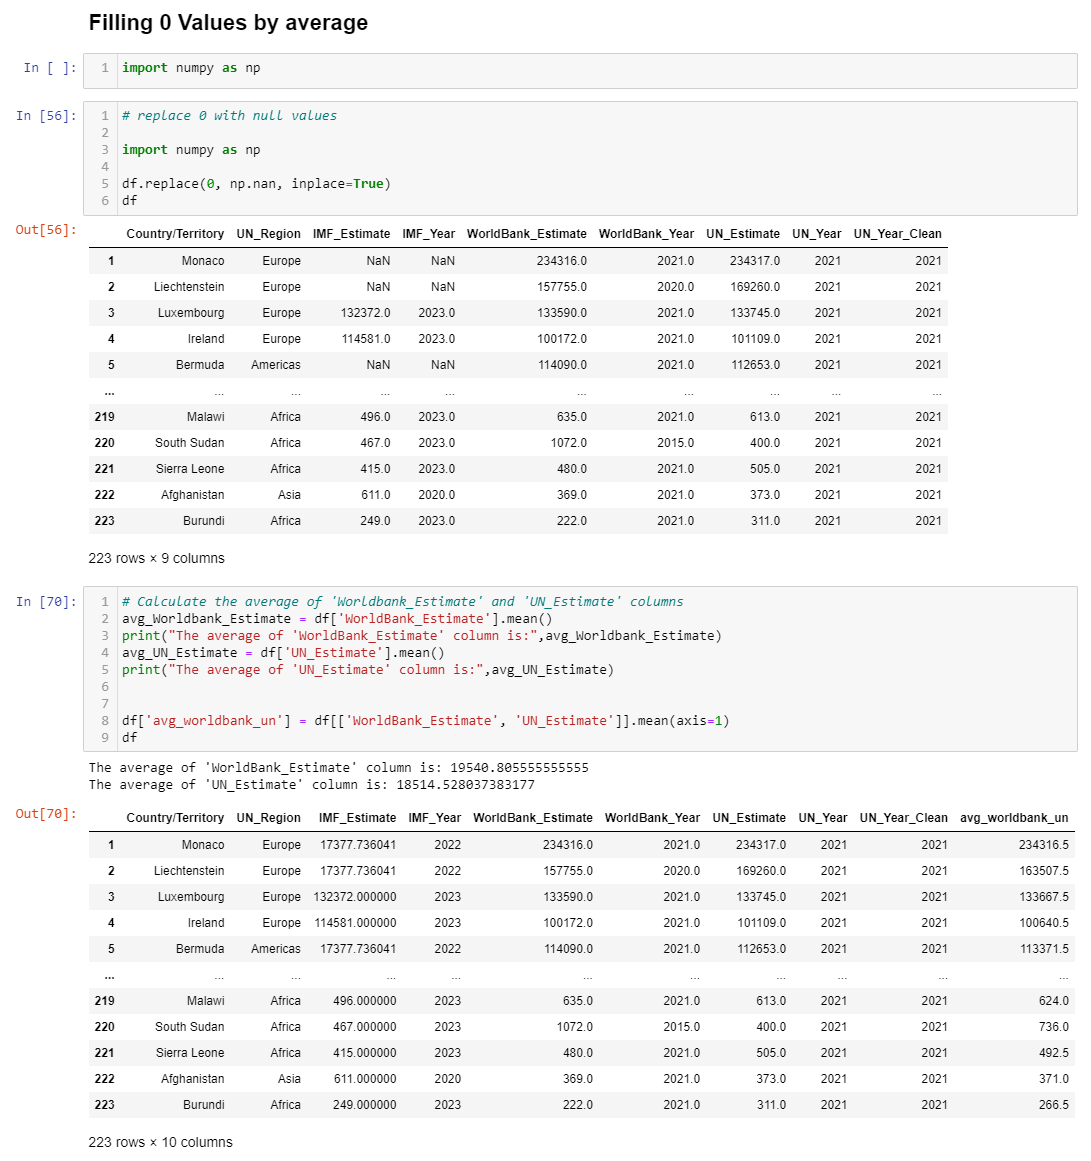 Filling 0 Values by average
In [ ]:
1 import numpy as np
In [56]:
1 # replace 0 with null values
2
3 import numpy as np
4
5 df.replace(0, np.nan, inplace=True)
6 df
Out[56]:
Country/Territory UN_Region IMF_Estimate IMF_Year WorldBank_Estimate WorldBank_Year UN_Estimate UN_Year UN_Year_Clean
1 Monaco Europe NaN NaN 234316.0 2021.0 234317.0 2021 2021
2 Liechtenstein Europe NaN NaN 157755.0 2020.0 169260.0 2021 2021
3 Luxembourg Europe 132372.0 2023.0 133590.0 2021.0 133745.0 2021 2021
4 Ireland Europe 114581.0 2023.0 100172.0 2021.0 101109.0 2021 2021
5 Bermuda Americas NaN NaN 114090.0 2021.0 112653.0 2021 2021
... ... ... ... ... ... ... ... ... ...
219 Malawi Africa 496.0 2023.0 635.0 2021.0 613.0 2021 2021
220 South Sudan Africa 467.0 2023.0 1072.0 2015.0 400.0 2021 2021
221 Sierra Leone Africa 415.0 2023.0 480.0 2021.0 505.0 2021 2021
222 Afghanistan Asia 611.0 2020.0 369.0 2021.0 373.0 2021 2021
223 Burundi Africa 249.0 2023.0 222.0 2021.0 311.0 2021 2021
223 rows × 9 columns
In [70]:
1 # Calculate the average of 'Worldbank_Estimate' and 'UN_Estimate' columns
2 avg_Worldbank_Estimate = df['WorldBank_Estimate'].mean()
3 print("The average of 'WorldBank_Estimate' column is:",avg_Worldbank_Estimate)
4 avg_UN_Estimate = df['UN_Estimate'].mean()
5 print("The average of 'UN_Estimate' column is:",avg_UN_Estimate)
6
7
8 df['avg_worldbank_un'] = df[['WorldBank_Estimate', 'UN_Estimate']].mean(axis=1)
9 df
The average of 'WorldBank_Estimate' column is: 19540.805555555555
The average of 'UN_Estimate' column is: 18514.528037383177
Out[70]:
Country/Territory UN_Region IMF_Estimate IMF_Year WorldBank_Estimate WorldBank_Year UN_Estimate UN_Year UN_Year_Clean avg_worldbank_un
1 Monaco Europe 17377.736041 2022 234316.0 2021.0 234317.0 2021 2021 234316.5
2 Liechtenstein Europe 17377.736041 2022 157755.0 2020.0 169260.0 2021 2021 163507.5
3 Luxembourg Europe 132372.000000 2023 133590.0 2021.0 133745.0 2021 2021 133667.5
4 Ireland Europe 114581.000000 2023 100172.0 2021.0 101109.0 2021 2021 100640.5
5 Bermuda Americas 17377.736041 2022 114090.0 2021.0 112653.0 2021 2021 113371.5
... ... ... ... ... ... ... ... ... ... ...
219 Malawi Africa 496.000000 2023 635.0 2021.0 613.0 2021 2021 624.0
220 South Sudan Africa 467.000000 2023 1072.0 2015.0 400.0 2021 2021 736.0
221 Sierra Leone Africa 415.000000 2023 480.0 2021.0 505.0 2021 2021 492.5
222 Afghanistan Asia 611.000000 2020 369.0 2021.0 373.0 2021 2021 371.0
223 Burundi Africa 249.000000 2023 222.0 2021.0 311.0 2021 2021 266.5
223 rows × 10 columns